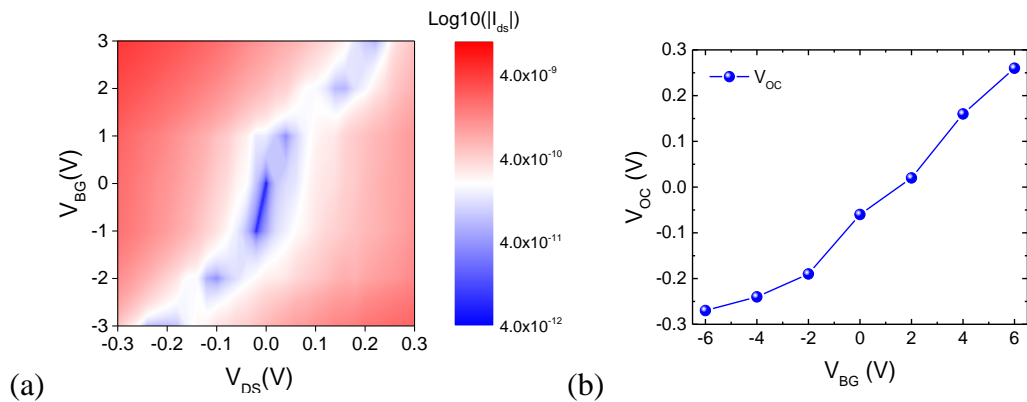 Log10(|I_ds|)
3
2
1
0
-1
-2
-3
V_BG(V)
-0.3 -0.2 -0.1 0.0 0.1 0.2 0.3
V_DS(V)
4.0x10⁻⁹
4.0x10⁻¹⁰
4.0x10⁻¹¹
4.0x10⁻¹²
(a)
V_OC
0.3
0.2
0.1
0.0
-0.1
-0.2
-0.3
V_OC (V)
-6 -4 -2 0 2 4 6
V_BG (V)
(b)